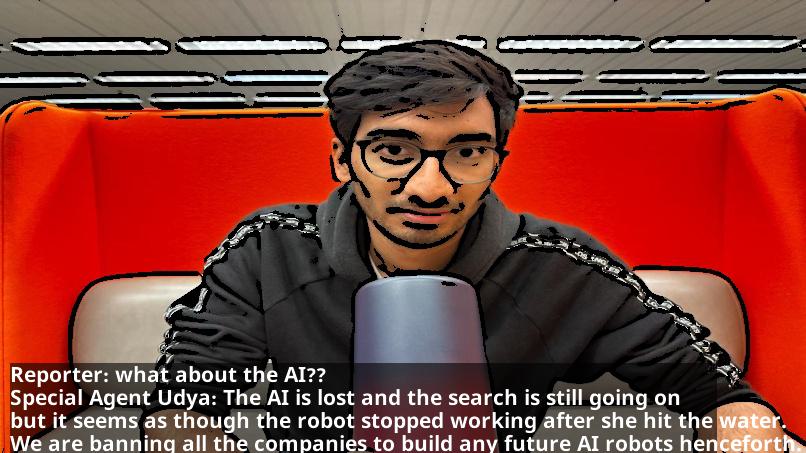 Reporter: what about the AI??
Special Agent Udya: The AI is lost and the search is still going on
but it seems as though the robot stopped working after she hit the water.
We are banning all the companies to build any future AI robots henceforth.